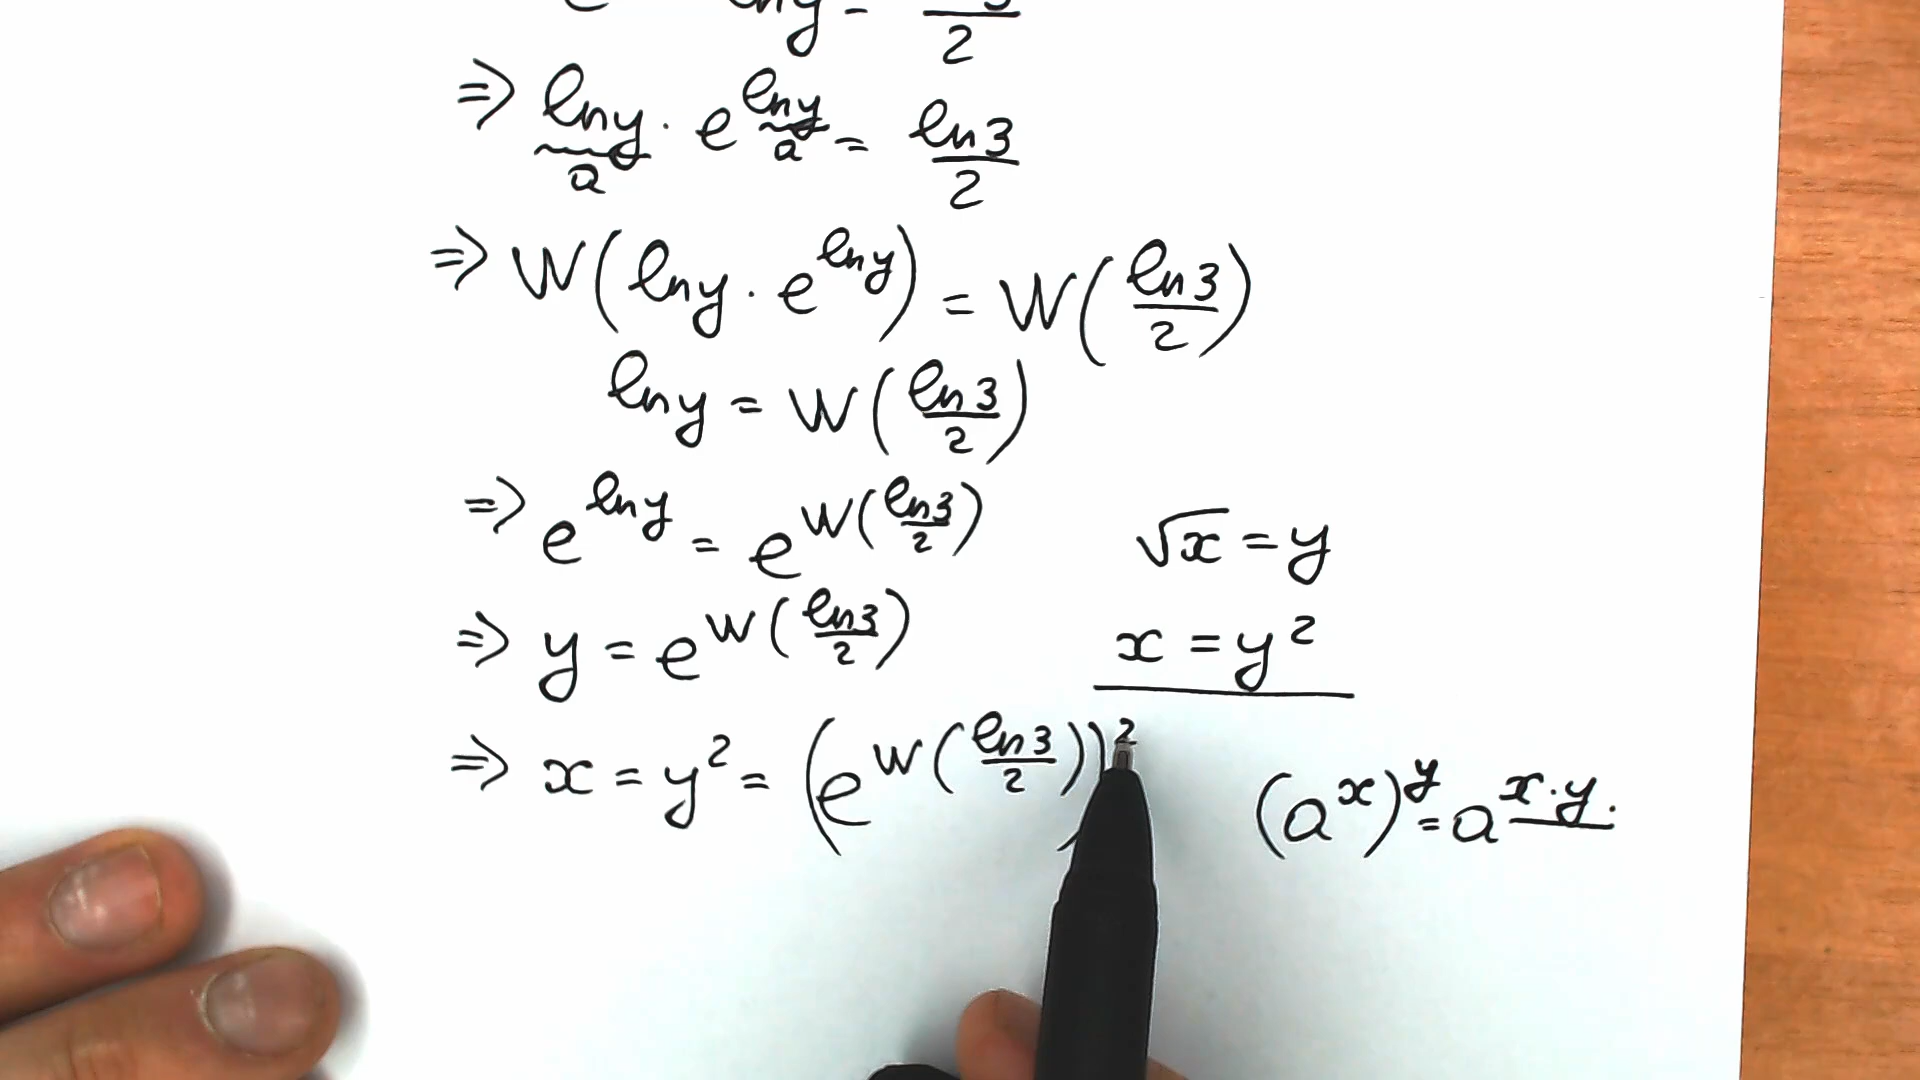 lny = 2
⇒ lny/a · e^(lny/a) = ln3/2
⇒ W(lny · e^lny) = W(ln3/2)
lny = W(ln3/2)
⇒ e^lny = e^W(ln3/2)
√x = y
⇒ y = e^W(ln3/2)
x = y²
⇒ x = y² = (e^W(ln3/2))²
(a^x)^y = a^x·y.